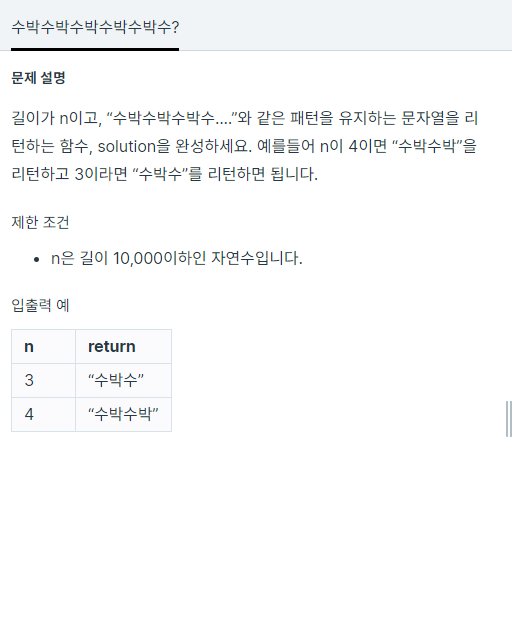 수박수박수박수박수박수?
문제 설명
길이가 n이고, “수박수박수박수....”와 같은 패턴을 유지하는 문자열을 리
턴하는 함수, solution을 완성하세요. 예를들어 n이 4이면 “수박수박”을
리턴하고 3이라면 “수박수”를 리턴하면 됩니다.
제한 조건
• n은 길이 10,000이하인 자연수입니다.
입출력 예
n return
3 “수박수”
4 “수박수박”